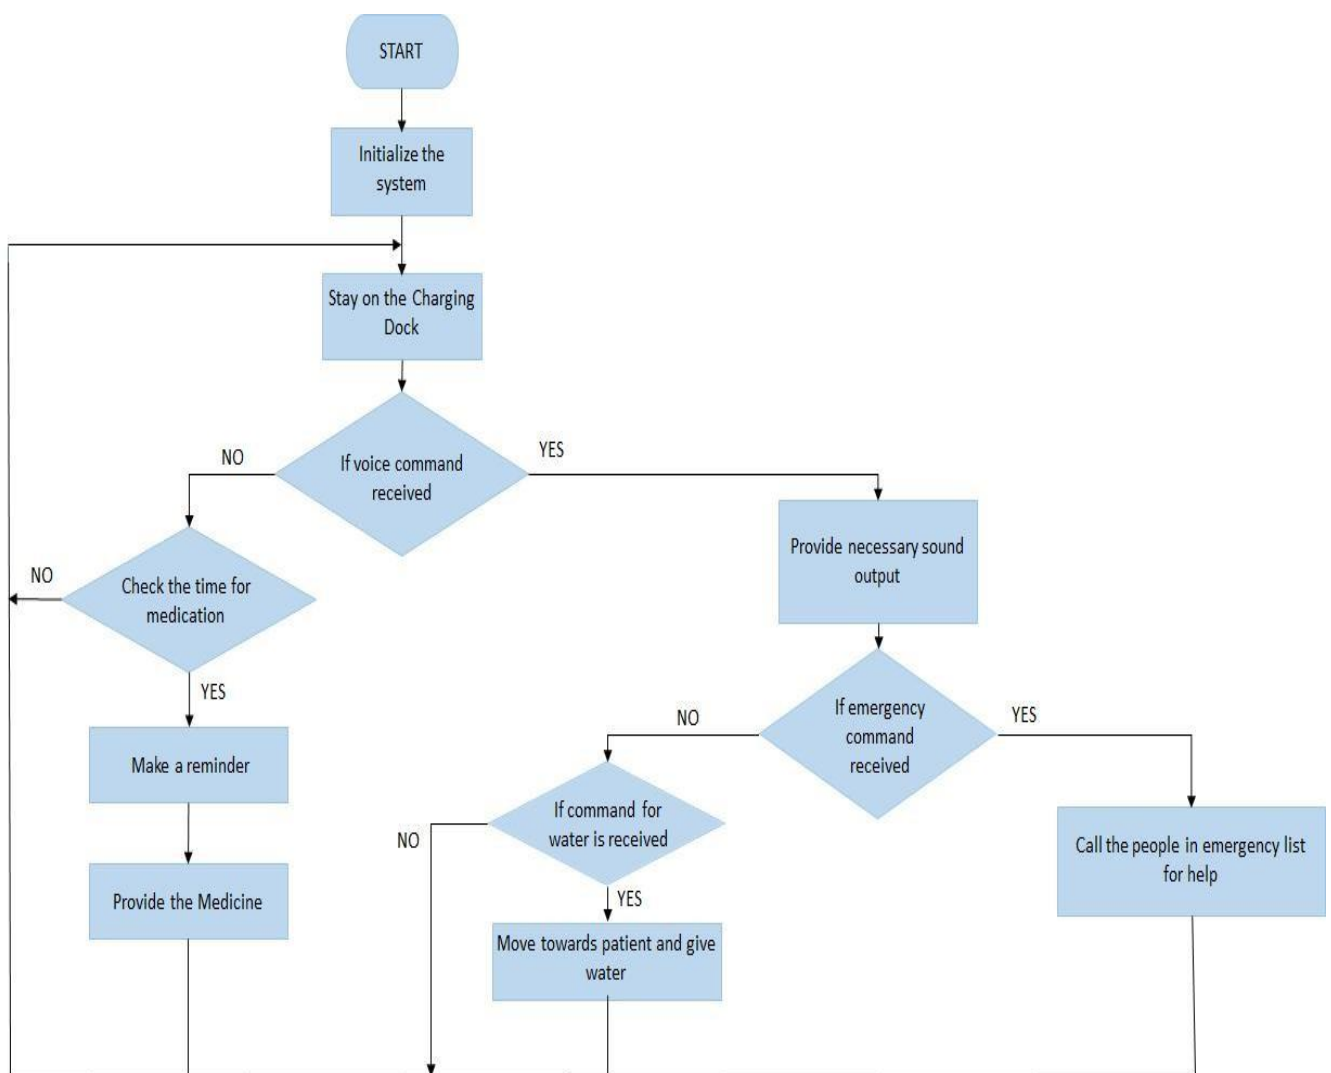 START
Initialize the
system
Stay on the Charging
Dock
If voice command
received
NO
YES
Check the time for
medication
NO
YES
Make a reminder
Provide the Medicine
Provide necessary sound
output
If emergency
command
received
NO
YES
If command for
water is received
NO
YES
Move towards patient and give
water
Call the people in emergency list
for help